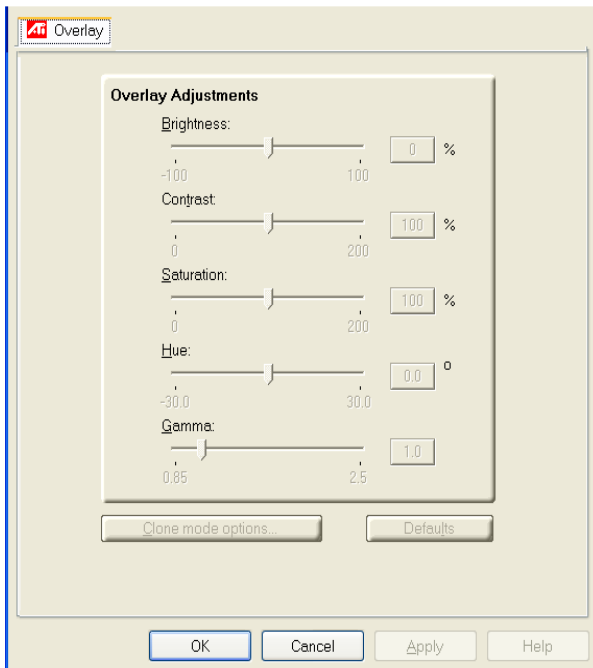 ATI Overlay
Overlay Adjustments
Brightness:
0 %
-100 100
Contrast:
100 %
0 200
Saturation:
100 %
0 200
Hue:
0.0 º
-30.0 30.0
Gamma:
1.0
0.85 2.5
Clone mode options... Defaults
OK Cancel Apply Help